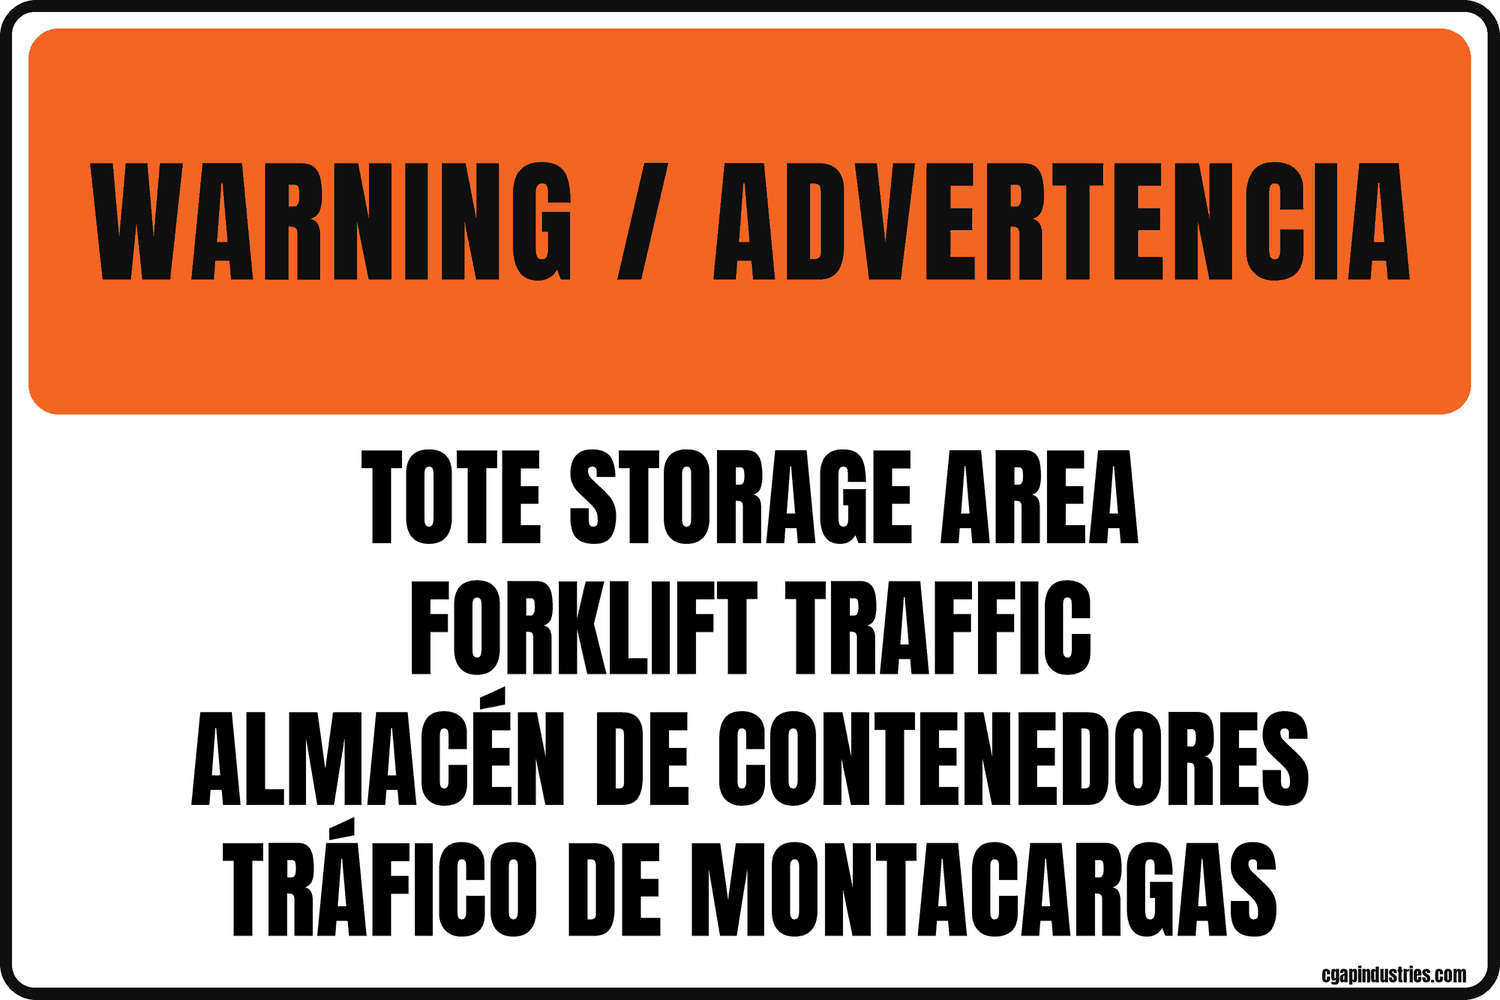 WARNING / ADVERTENCIA
TOTE STORAGE AREA
FORKLIFT TRAFFIC
ALMACÉN DE CONTENEDORES
TRÁFICO DE MONTACARGAS
cgapindustries.com